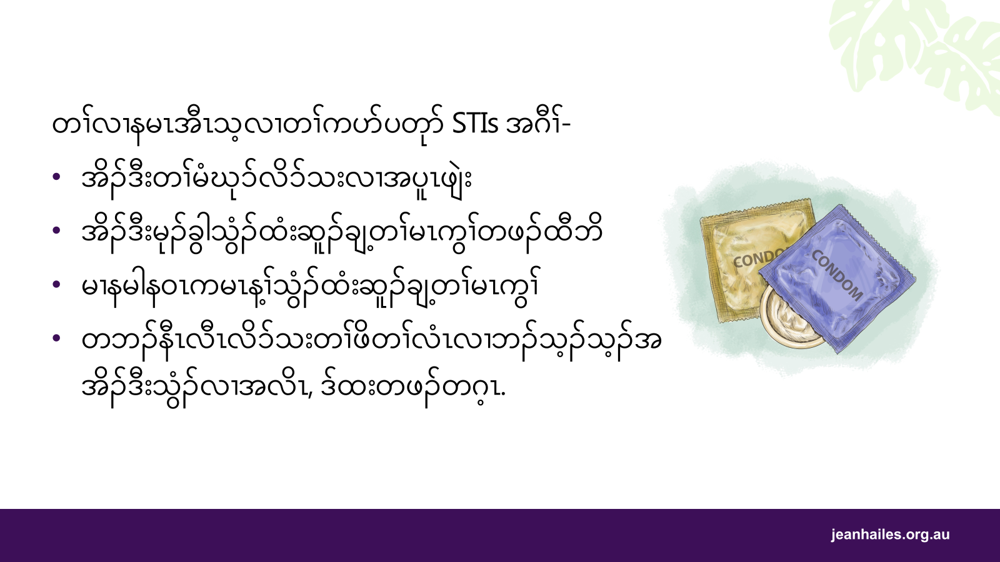 တၢ်လၢနမၤအီၤသ့လၢတၢ်ကဟ်ပတုာ် STIs အဂီၢ်-
• အိၣ်ဒီးတၢ်မံဃုာ်လိာ်သးလၢအပူၤဖျဲး
• အိၣ်ဒီးမုၣ်ခွါသွံၣ်ထံးဆူၣ်ချ့တၢ်မၤကွၢ်တဖၣ်ထီဘိ
• မၢနမါနဝၤကမၤန့ၢ်သွံၣ်ထံးဆူၣ်ချ့တၢ်မၤကွၢ်
• တဘၣ်နီၤလီၤလိာ်သးတၢ်ဖိတၢ်လံၤလၢဘၣ်သ့ၣ်သ့ၣ်အ
အိၣ်ဒီးသွံၣ်လၢအလိၤ, ဒ်ထးတဖၣ်တဂ့ၤ.
CONDO
CONDOM
jeanhailes.org.au